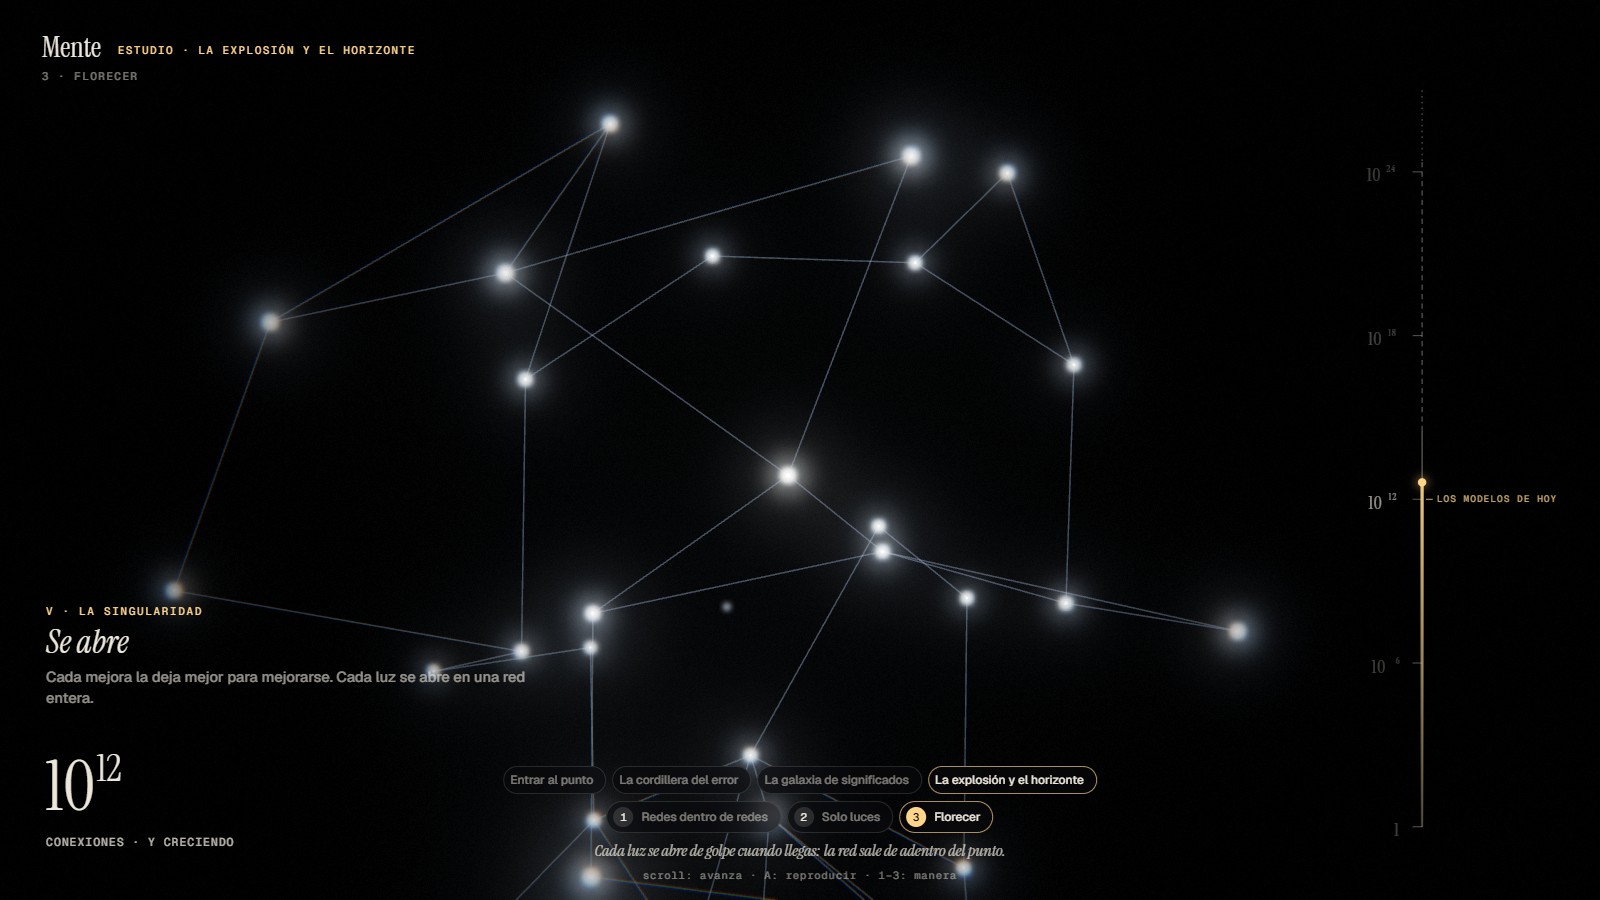 Mente ESTUDIO · LA EXPLOSIÓN Y EL HORIZONTE
3 · FLORECER
10 24
10 18
10 12 LOS MODELOS DE HOY
10 6
1
V · LA SINGULARIDAD
Se abre
Cada mejora la deja mejor para mejorarse. Cada luz se abre en una red
entera.
10 12
CONEXIONES · Y CRECIENDO
Entrar al punto La cordillera del error La galaxia de significados La explosión y el horizonte
1 Redes dentro de redes 2 Solo luces 3 Florecer
Cada luz se abre de golpe cuando llegas: la red sale de adentro del punto.
scroll: avanza · A: reproducir · 1–3: manera